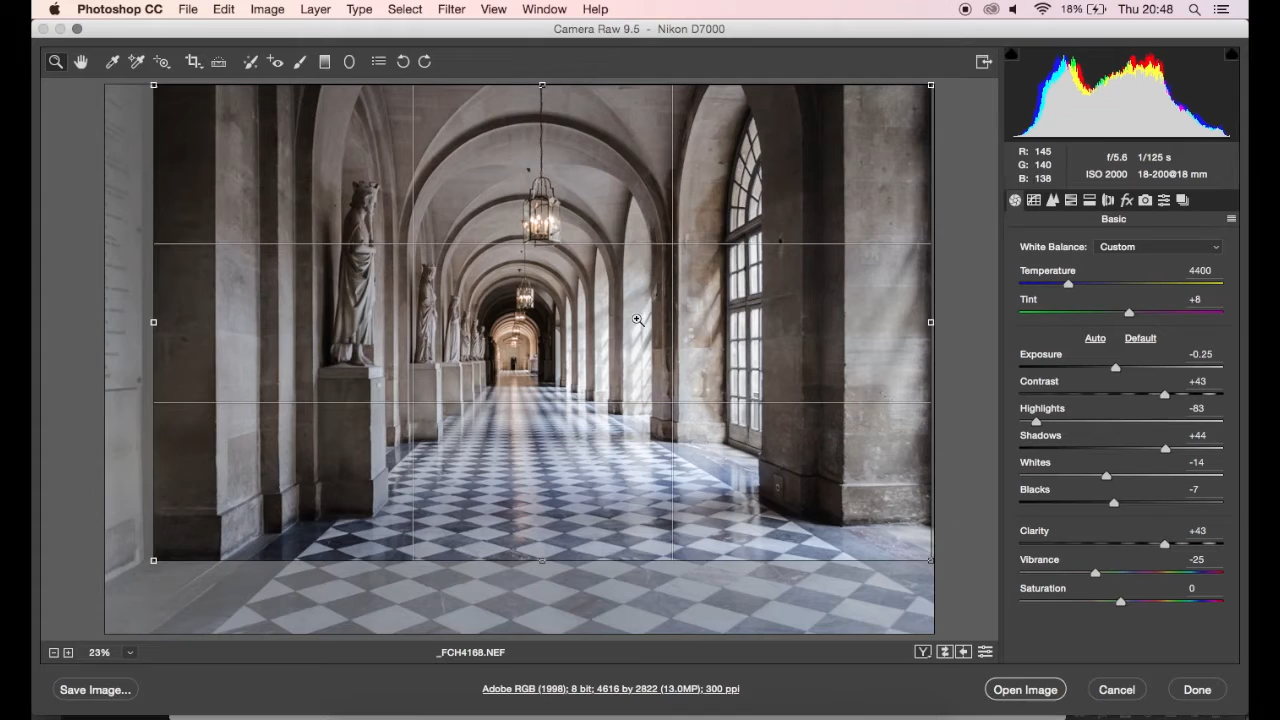 Photoshop CC File Edit Image Layer Type Select Filter View Window Help 18% Thu 20:48
Camera Raw 9.5 - Nikon D7000
R: 145
G: 140
B: 138
f/5.6 1/125 s
ISO 2000 18-200@18 mm
Basic
White Balance: Custom
Temperature 4400
Tint +8
Auto Default
Exposure -0.25
Contrast +43
Highlights -83
Shadows +44
Whites -14
Blacks -7
Clarity +43
Vibrance -25
Saturation 0
23% _FCH4168.NEF Y
Save Image... Adobe RGB (1998); 8 bit; 4616 by 2822 (13.0MP); 300 ppi Open Image Cancel Done